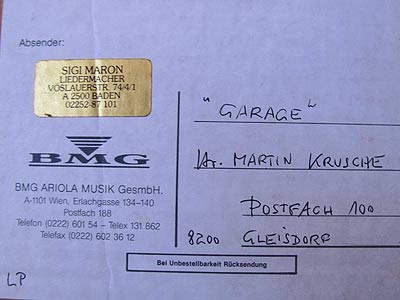 Absender:
SIGI MARON
LIEDERMACHER
VÖSLAUERSTR. 74/4/1
A 2500 BADEN
02252-87 101
BMG
BMG ARIOLA MUSIK GesmbH.
A-1101 Wien, Erlachgasse 134–140
Postfach 188
Telefon (0222) 601 54 – Telex 131 862
Telefax (0222) 602 36 12
LP
"GARAGE"
MARTIN KRUSCHE
POSTFACH 100
8200 GLEISDORF
Bei Unbestellbarkeit Rücksendung